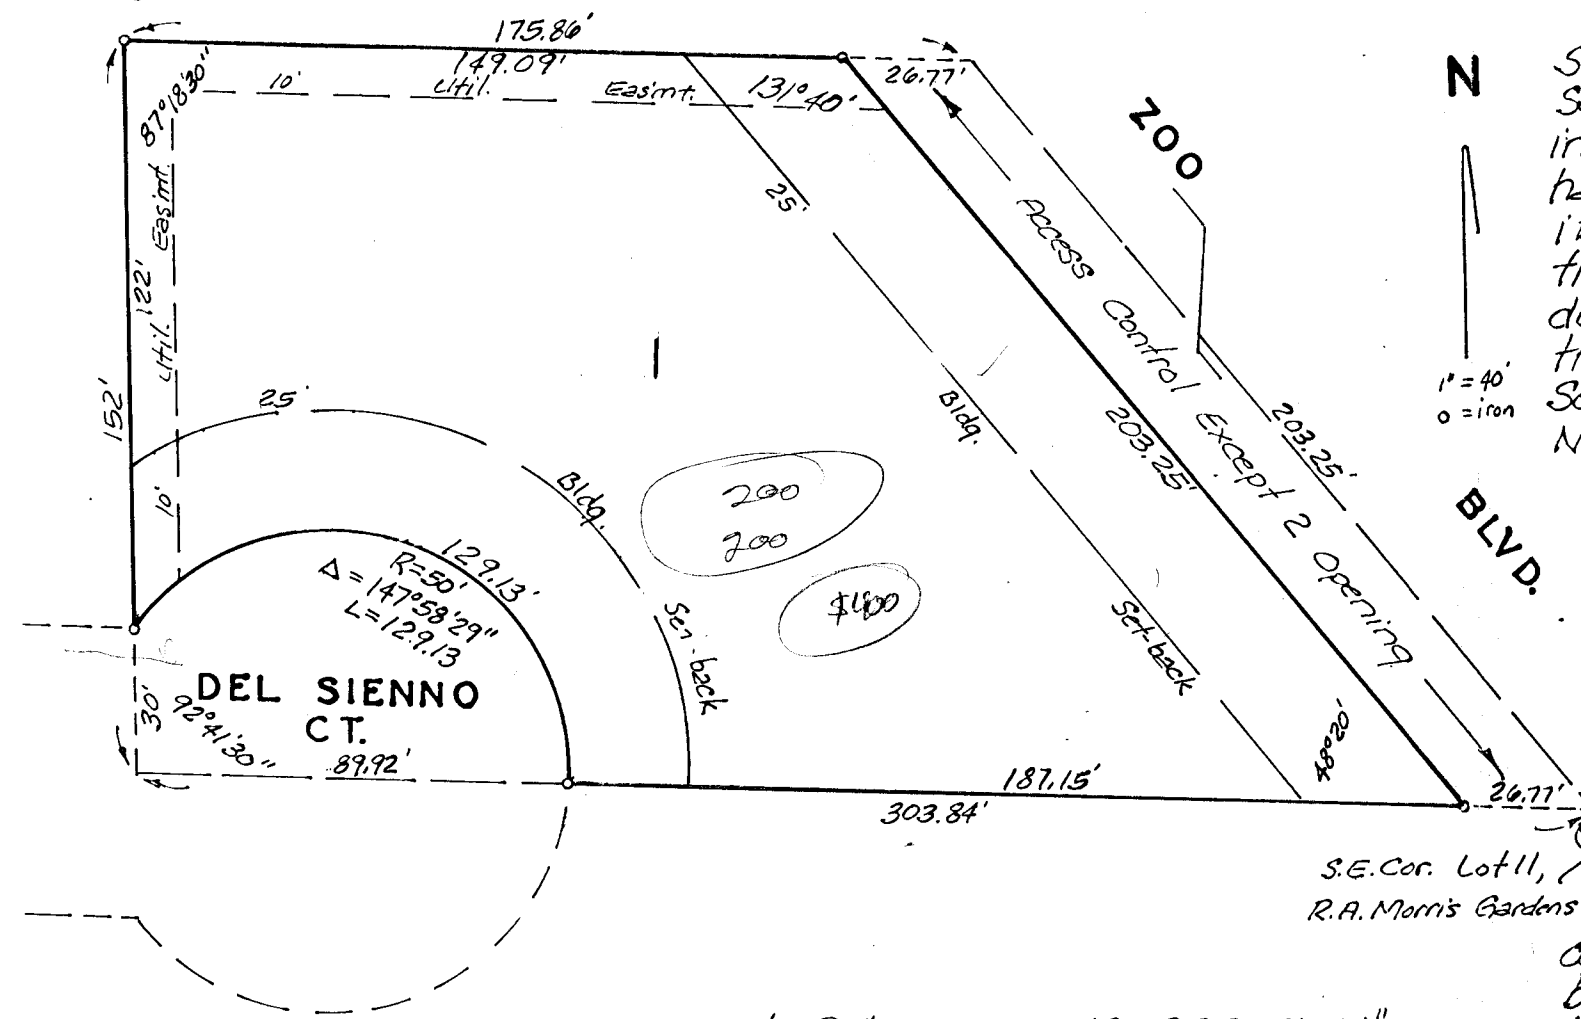 175.86'
149.09'
26.77'
10' Util. Eas'mt.
131°40'
87°18'30"
ZOO
N
Access Control Except 2 Opening
25'
Util. Eas'mt.
122'
152'
10'
1
1" = 40'
o = iron
25'
Bldg.
Bldg.
203.25'
203.25'
200
200
$400
BLVD.
129.13'
R=50'
Δ=147°58'29"
L=129.13
Set-back
Set-back
DEL SIENNO
CT.
30'
92°41'30"
89.92'
48°20'
187.15'
303.84'
26.77'
S.E. Cor. Lot 11,
R.A. Morris Gardens